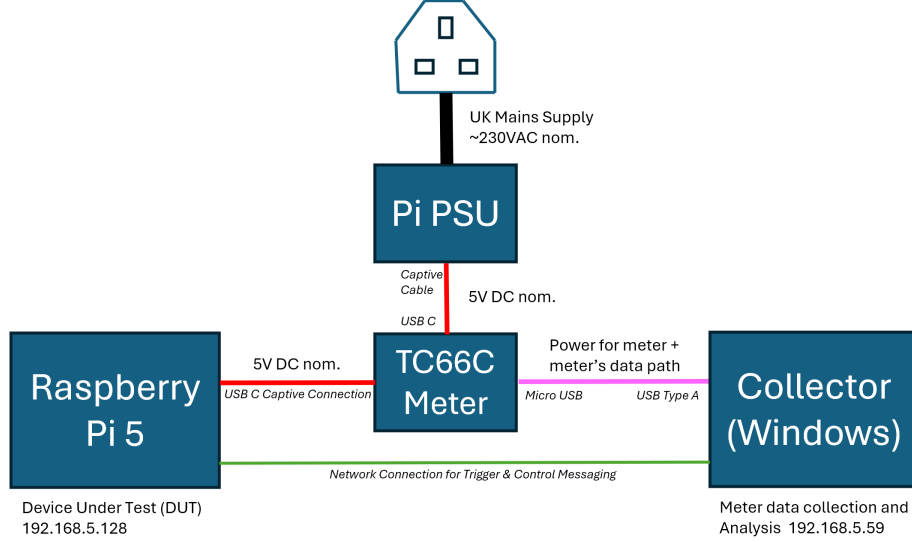 UK Mains Supply
~230VAC nom.
Pi PSU
Captive
Cable
5V DC nom.
USB C
Raspberry
Pi 5
5V DC nom.
USB C Captive Connection
TC66C
Meter
Power for meter +
meter's data path
Micro USB
USB Type A
Collector
(Windows)
Network Connection for Trigger & Control Messaging
Device Under Test (DUT)
192.168.5.128
Meter data collection and
Analysis 192.168.5.59